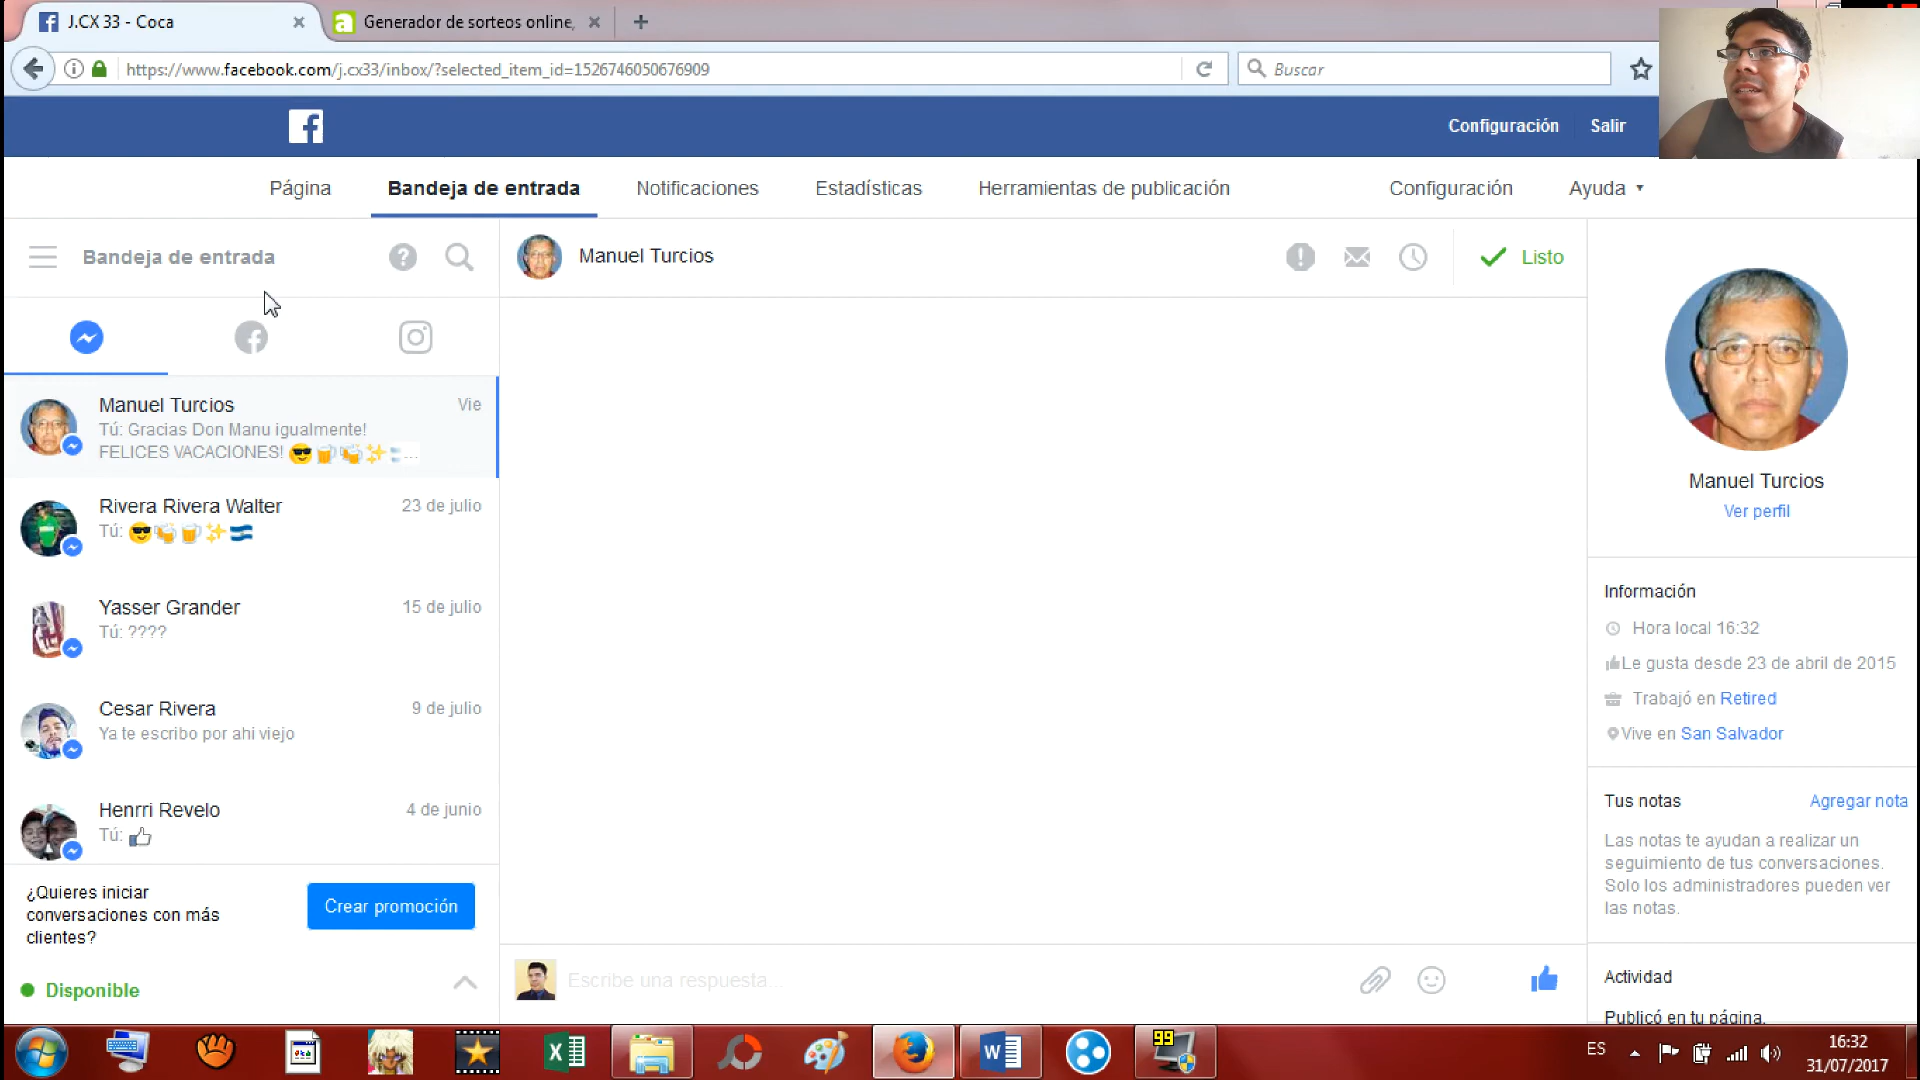 J.CX 33 - Coca
Generador de sorteos online,
https://www.facebook.com/j.cx33/inbox/?selected_item_id=1526746050676909
Buscar
Configuración
Salir
Página
Bandeja de entrada
Notificaciones
Estadísticas
Herramientas de publicación
Configuración
Ayuda
Bandeja de entrada
Manuel Turcios
Listo
Manuel Turcios
Vie
Tú: Gracias Don Manu igualmente!
FELICES VACACIONES! 😎🍺🍻✨...
Rivera Rivera Walter
23 de julio
Tú: 😎🍻🍺✨
Yasser Grander
15 de julio
Tú: ????
Cesar Rivera
9 de julio
Ya te escribo por ahi viejo
Henrri Revelo
4 de junio
Tú: 👍
¿Quieres iniciar
conversaciones con más
clientes?
Crear promoción
Disponible
Escribe una respuesta...
Manuel Turcios
Ver perfil
Información
Hora local 16:32
Le gusta desde 23 de abril de 2015
Trabajó en Retired
Vive en San Salvador
Tus notas
Agregar nota
Las notas te ayudan a realizar un
seguimiento de tus conversaciones.
Solo los administradores pueden ver
las notas.
Actividad
Publicó en tu página.
99
ES
16:32
31/07/2017